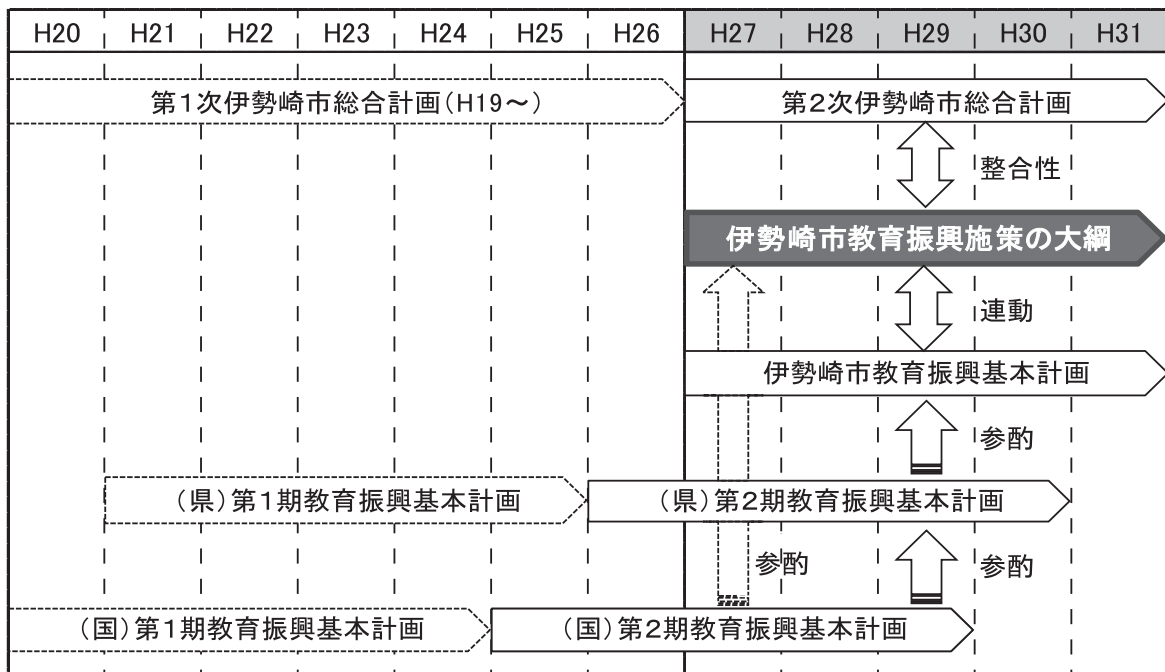 H20 H21 H22 H23 H24 H25 H26 H27 H28 H29 H30 H31
第1次伊勢崎市総合計画(H19～) 第2次伊勢崎市総合計画
整合性
伊勢崎市教育振興施策の大綱
連動
伊勢崎市教育振興基本計画
参酌
(県)第1期教育振興基本計画 (県)第2期教育振興基本計画
参酌 参酌
(国)第1期教育振興基本計画 (国)第2期教育振興基本計画